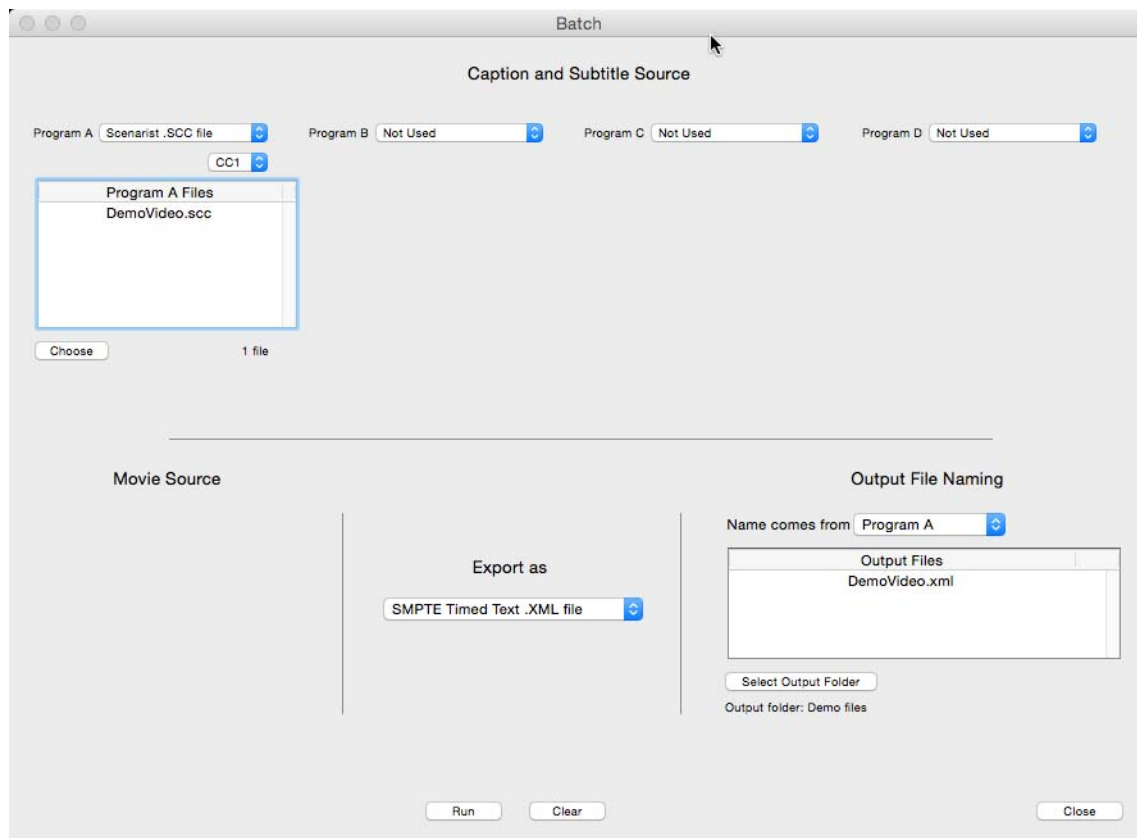 Batch
Caption and Subtitle Source
Program A Scenarist .SCC file Program B Not Used Program C Not Used Program D Not Used
CC1
Program A Files
DemoVideo.scc
Choose 1 file
Movie Source
Output File Naming
Name comes from Program A
Export as
Output Files
DemoVideo.xml
SMPTE Timed Text .XML file
Select Output Folder
Output folder: Demo files
Run Clear Close